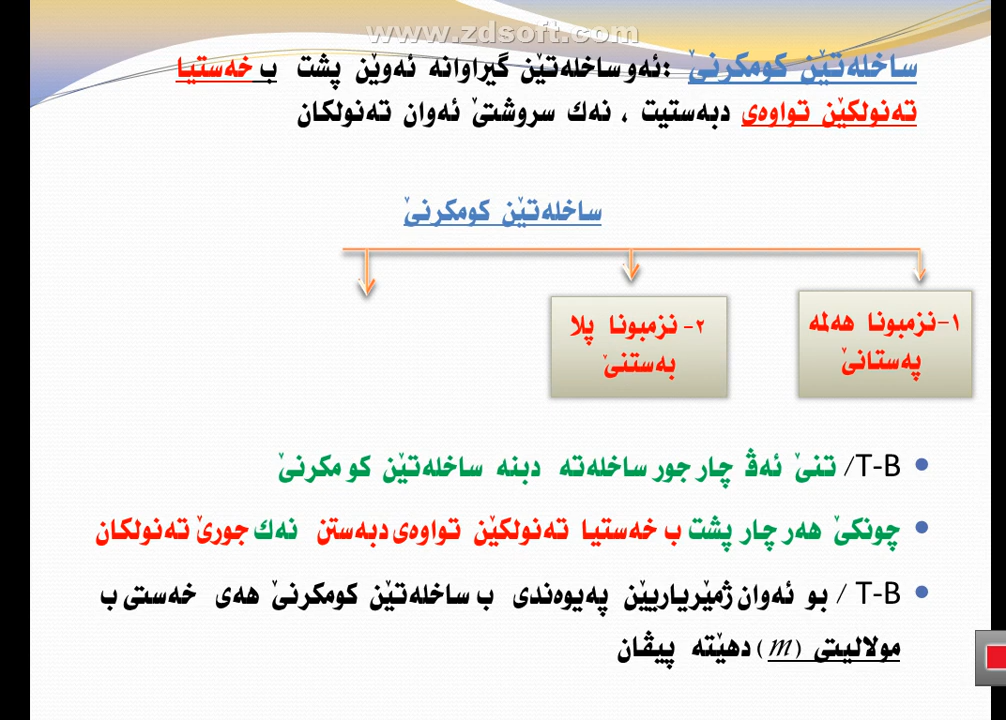 www.zdsoft.com
ساخلەتێن کومکرنێ :ئەو ساخلەتێن گیراوانە ئەوێن پشت ب خەستیا
تەنولکێن تواوەی دبەستیت ، نەك سروشتێ ئەوان تەنولکان
ساخلەتێن کومکرنێ
١-نزمبونا هەلمە
پەستانێ
٢- نزمبونا پلا
بەستنێ
T-B/ تنێ ئەڤ چار جور ساخلەتە دبنە ساخلەتێن کو مکرنێ
چونکێ هەر چار پشت ب خەستیا تەنولکێن تواوەی دبەستن نەك جورێ تەنولکان
T-B / بو ئەوان ژمێریاریێن پەیوەندی ب ساخلەتێن کومکرنێ هەی خەستی ب
مولالیتی (m) دهێتە پیڤان